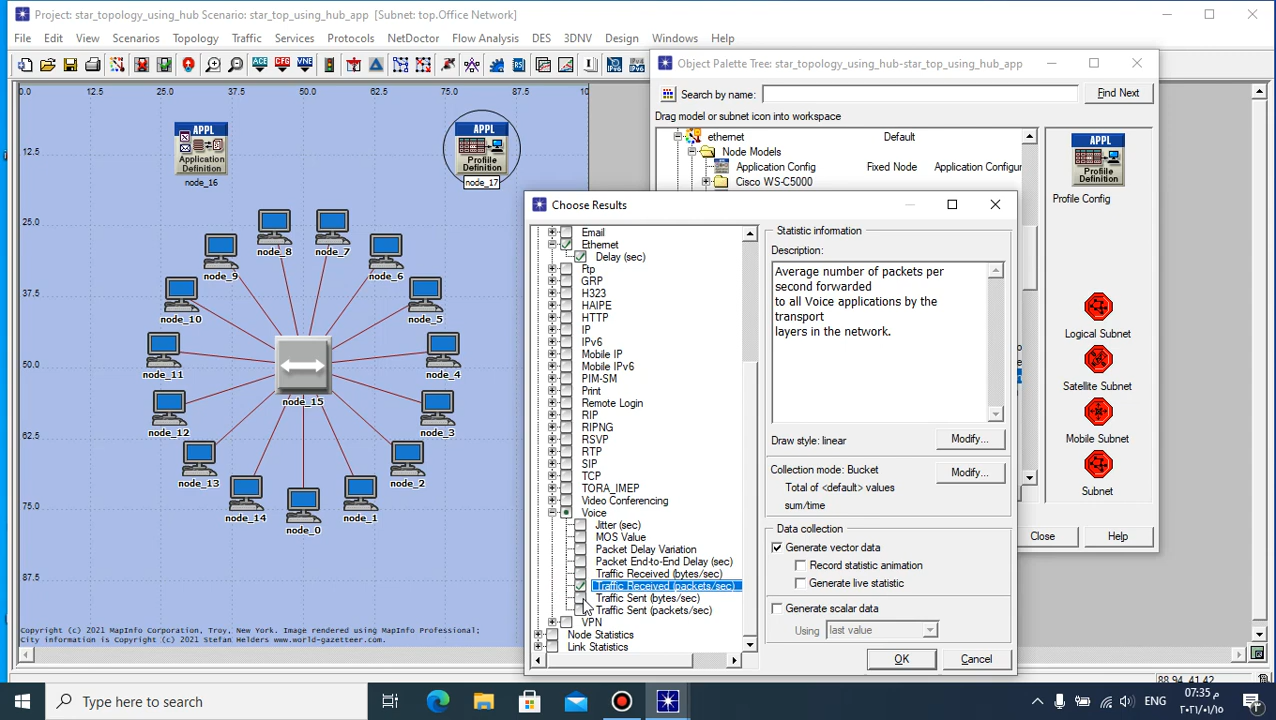 Project: star_topology_using_hub Scenario: star_top_using_hub_app [Subnet: top.Office Network]
File Edit View Scenarios Topology Traffic Services Protocols NetDoctor Flow Analysis DES 3DNV Design Windows Help
Object Palette Tree: star_topology_using_hub-star_top_using_hub_app
Search by name:
Find Next
Drag model or subnet icon into workspace
ethernet Default
Node Models
Application Config Fixed Node Application Configur
Cisco WS-C5000
APPL
Profile
Definition
Profile Config
Logical Subnet
Satellite Subnet
Mobile Subnet
Subnet
Close
Help
0.0 12.5 25.0 37.5 50.0 62.5 75.0 87.5 10
12.5
25.0
37.5
50.0
62.5
75.0
87.5
APPL
Application
Definition
node_16
APPL
Profile
Definition
node_17
node_8
node_7
node_9
node_6
node_10
node_5
node_11
node_4
node_15
node_12
node_3
node_13
node_2
node_14
node_1
node_0
Copyright (c) 2021 MapInfo Corporation, Troy, New York. Image rendered using MapInfo Professional;
City information is Copyright (c) 2021 Stefan Helders www.world-gazetteer.com.
Choose Results
Email
Ethernet
Delay (sec)
Ftp
GRP
H323
HAIPE
HTTP
IP
IPv6
Mobile IP
Mobile IPv6
PIM-SM
Print
Remote Login
RIP
RIPNG
RSVP
RTP
SIP
TCP
TORA_IMEP
Video Conferencing
Voice
Jitter (sec)
MOS Value
Packet Delay Variation
Packet End-to-End Delay (sec)
Traffic Received (bytes/sec)
Traffic Received (packets/sec)
Traffic Sent (bytes/sec)
Traffic Sent (packets/sec)
VPN
Node Statistics
Link Statistics
Statistic information
Description:
Average number of packets per
second forwarded
to all Voice applications by the
transport
layers in the network.
Draw style: linear
Modify...
Collection mode: Bucket
Modify...
Total of <default> values
sum/time
Data collection
Generate vector data
Record statistic animation
Generate live statistic
Generate scalar data
Using last value
OK
Cancel
88.94, 41.42
Type here to search
ENG
07:35 م
٢٠٢١/٠١/١٥